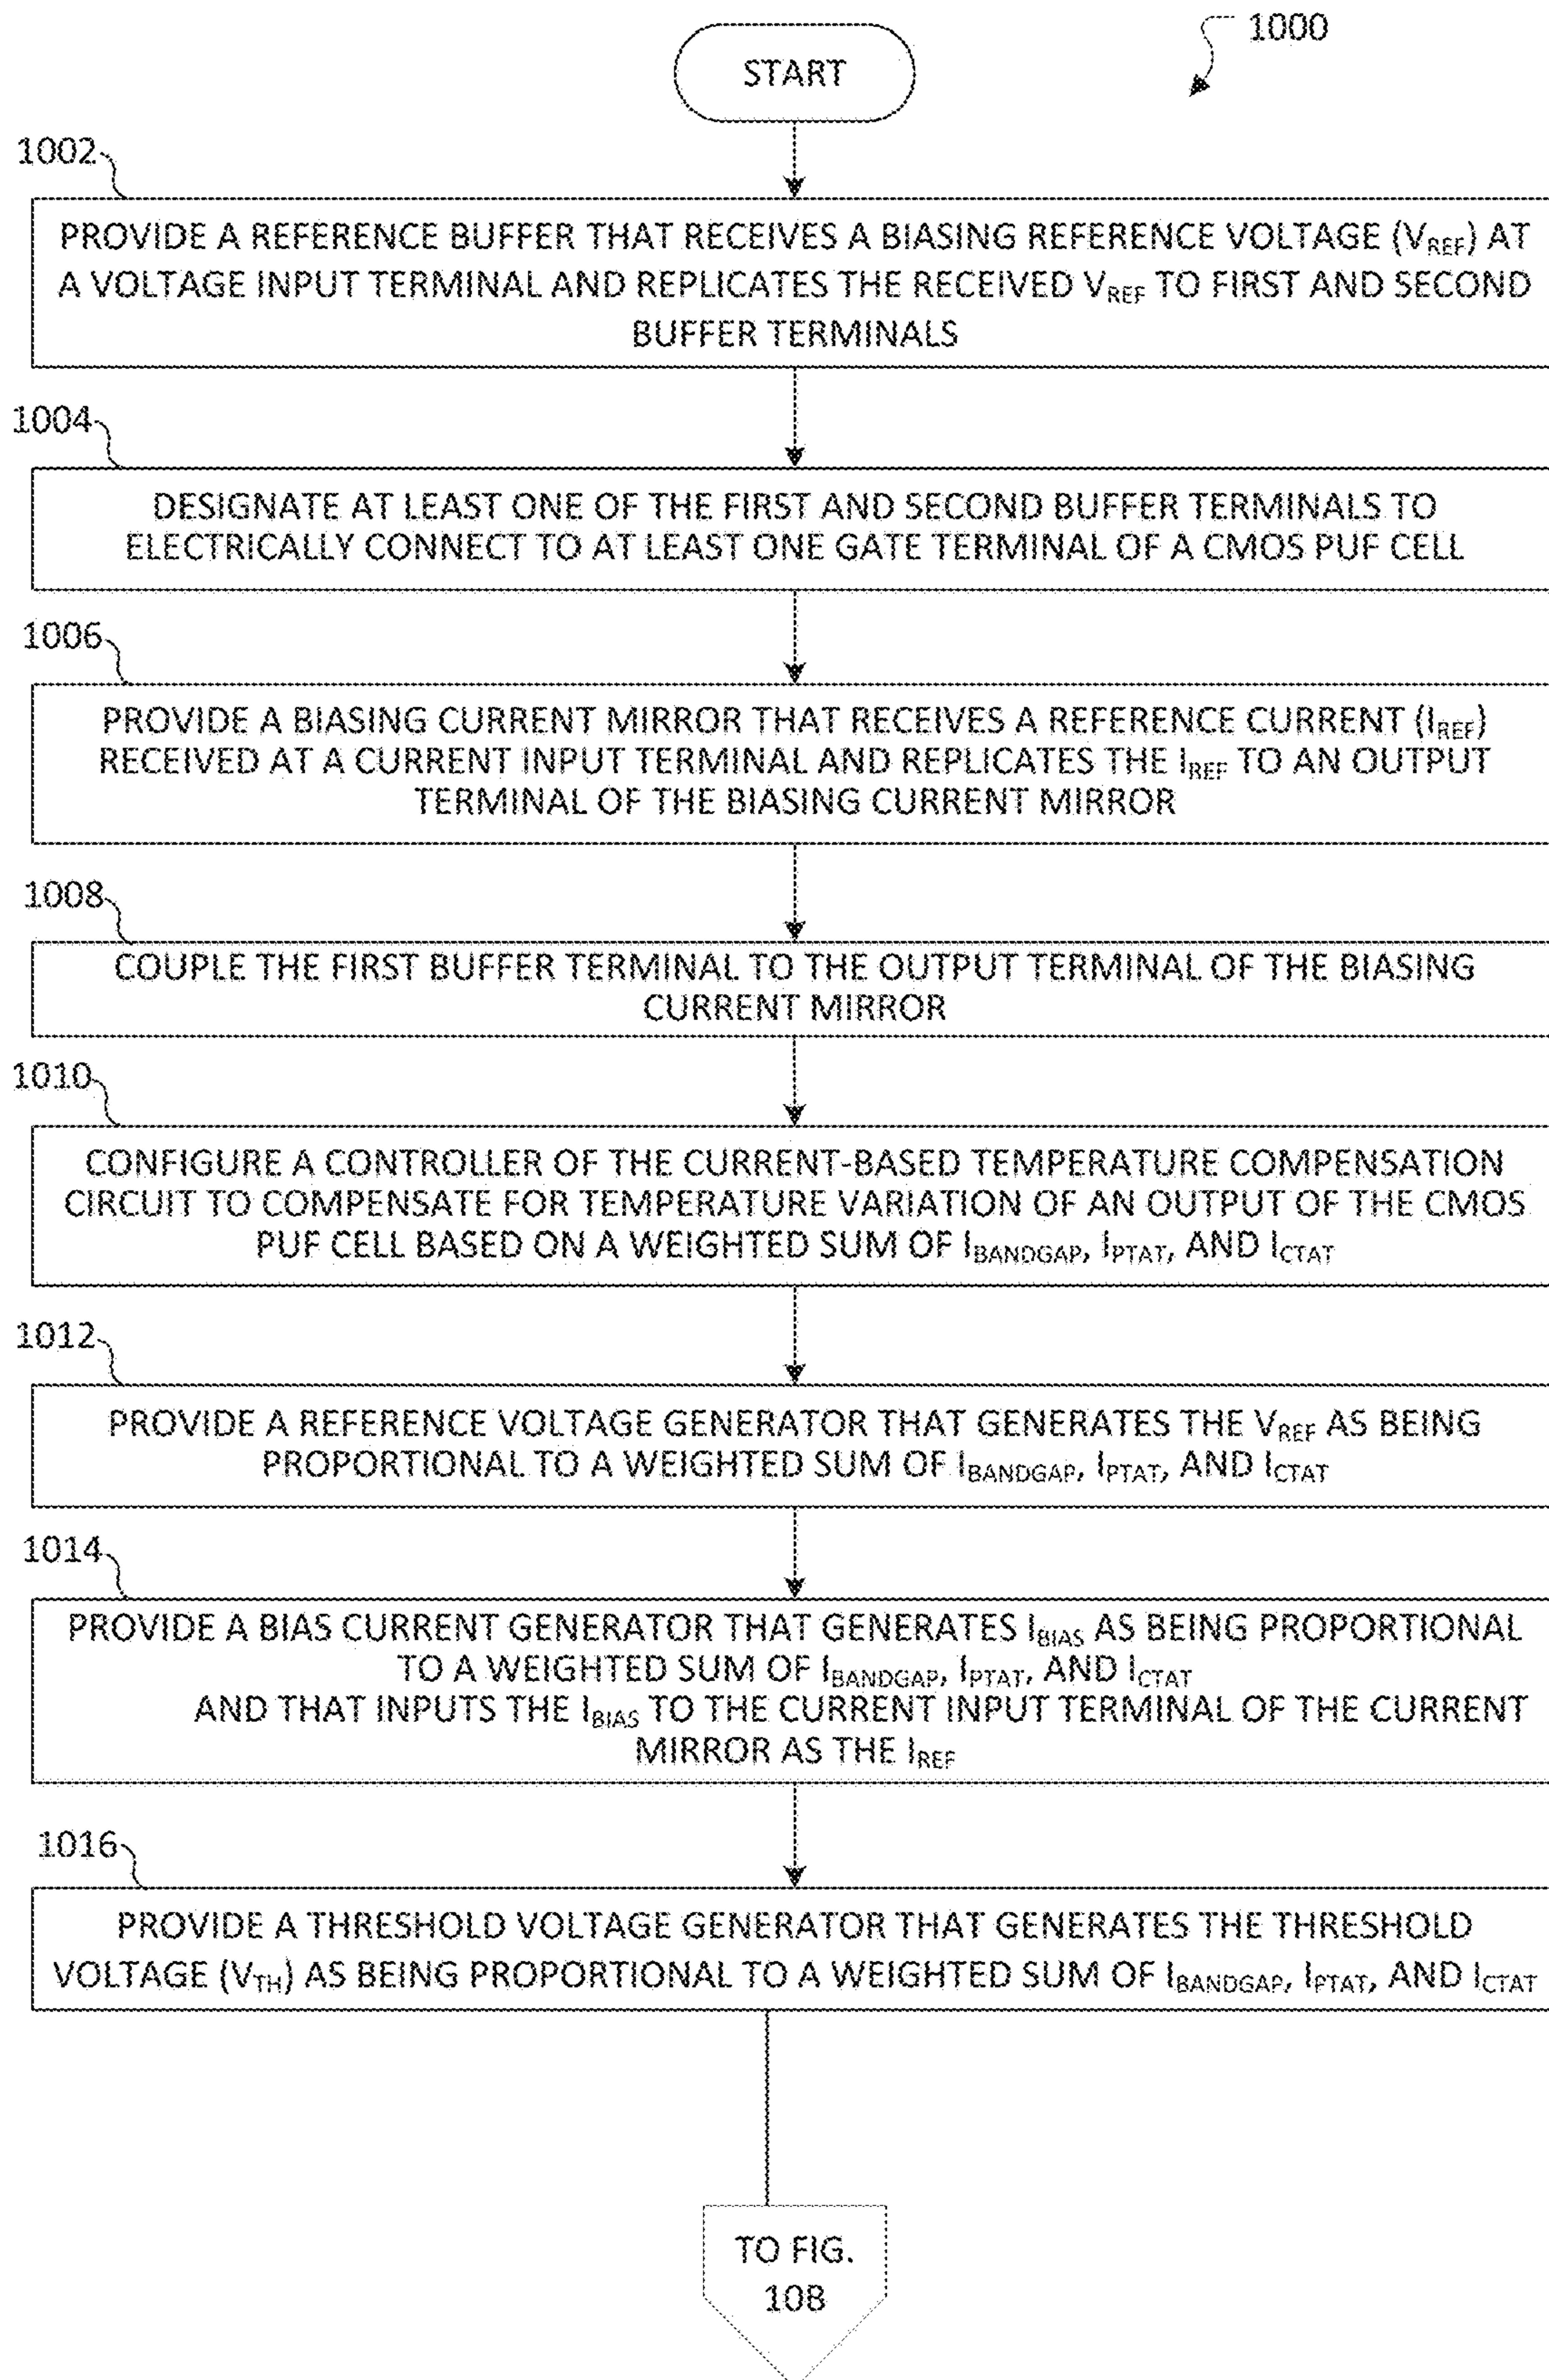 1000
START
1002
PROVIDE A REFERENCE BUFFER THAT RECEIVES A BIASING REFERENCE VOLTAGE (VREF) AT
A VOLTAGE INPUT TERMINAL AND REPLICATES THE RECEIVED VREF TO FIRST AND SECOND
BUFFER TERMINALS
1004
DESIGNATE AT LEAST ONE OF THE FIRST AND SECOND BUFFER TERMINALS TO
ELECTRICALLY CONNECT TO AT LEAST ONE GATE TERMINAL OF A CMOS PUF CELL
1006
PROVIDE A BIASING CURRENT MIRROR THAT RECEIVES A REFERENCE CURRENT (IREF)
RECEIVED AT A CURRENT INPUT TERMINAL AND REPLICATES THE IREF TO AN OUTPUT
TERMINAL OF THE BIASING CURRENT MIRROR
1008
COUPLE THE FIRST BUFFER TERMINAL TO THE OUTPUT TERMINAL OF THE BIASING
CURRENT MIRROR
1010
CONFIGURE A CONTROLLER OF THE CURRENT-BASED TEMPERATURE COMPENSATION
CIRCUIT TO COMPENSATE FOR TEMPERATURE VARIATION OF AN OUTPUT OF THE CMOS
PUF CELL BASED ON A WEIGHTED SUM OF IBANDGAP, IPTAT, AND ICTAT
1012
PROVIDE A REFERENCE VOLTAGE GENERATOR THAT GENERATES THE VREF AS BEING
PROPORTIONAL TO A WEIGHTED SUM OF IBANDGAP, IPTAT, AND ICTAT
1014
PROVIDE A BIAS CURRENT GENERATOR THAT GENERATES IBIAS AS BEING PROPORTIONAL
TO A WEIGHTED SUM OF IBANDGAP, IPTAT, AND ICTAT
AND THAT INPUTS THE IBIAS TO THE CURRENT INPUT TERMINAL OF THE CURRENT
MIRROR AS THE IREF
1016
PROVIDE A THRESHOLD VOLTAGE GENERATOR THAT GENERATES THE THRESHOLD
VOLTAGE (VTH) AS BEING PROPORTIONAL TO A WEIGHTED SUM OF IBANDGAP, IPTAT, AND ICTAT
TO FIG.
10B